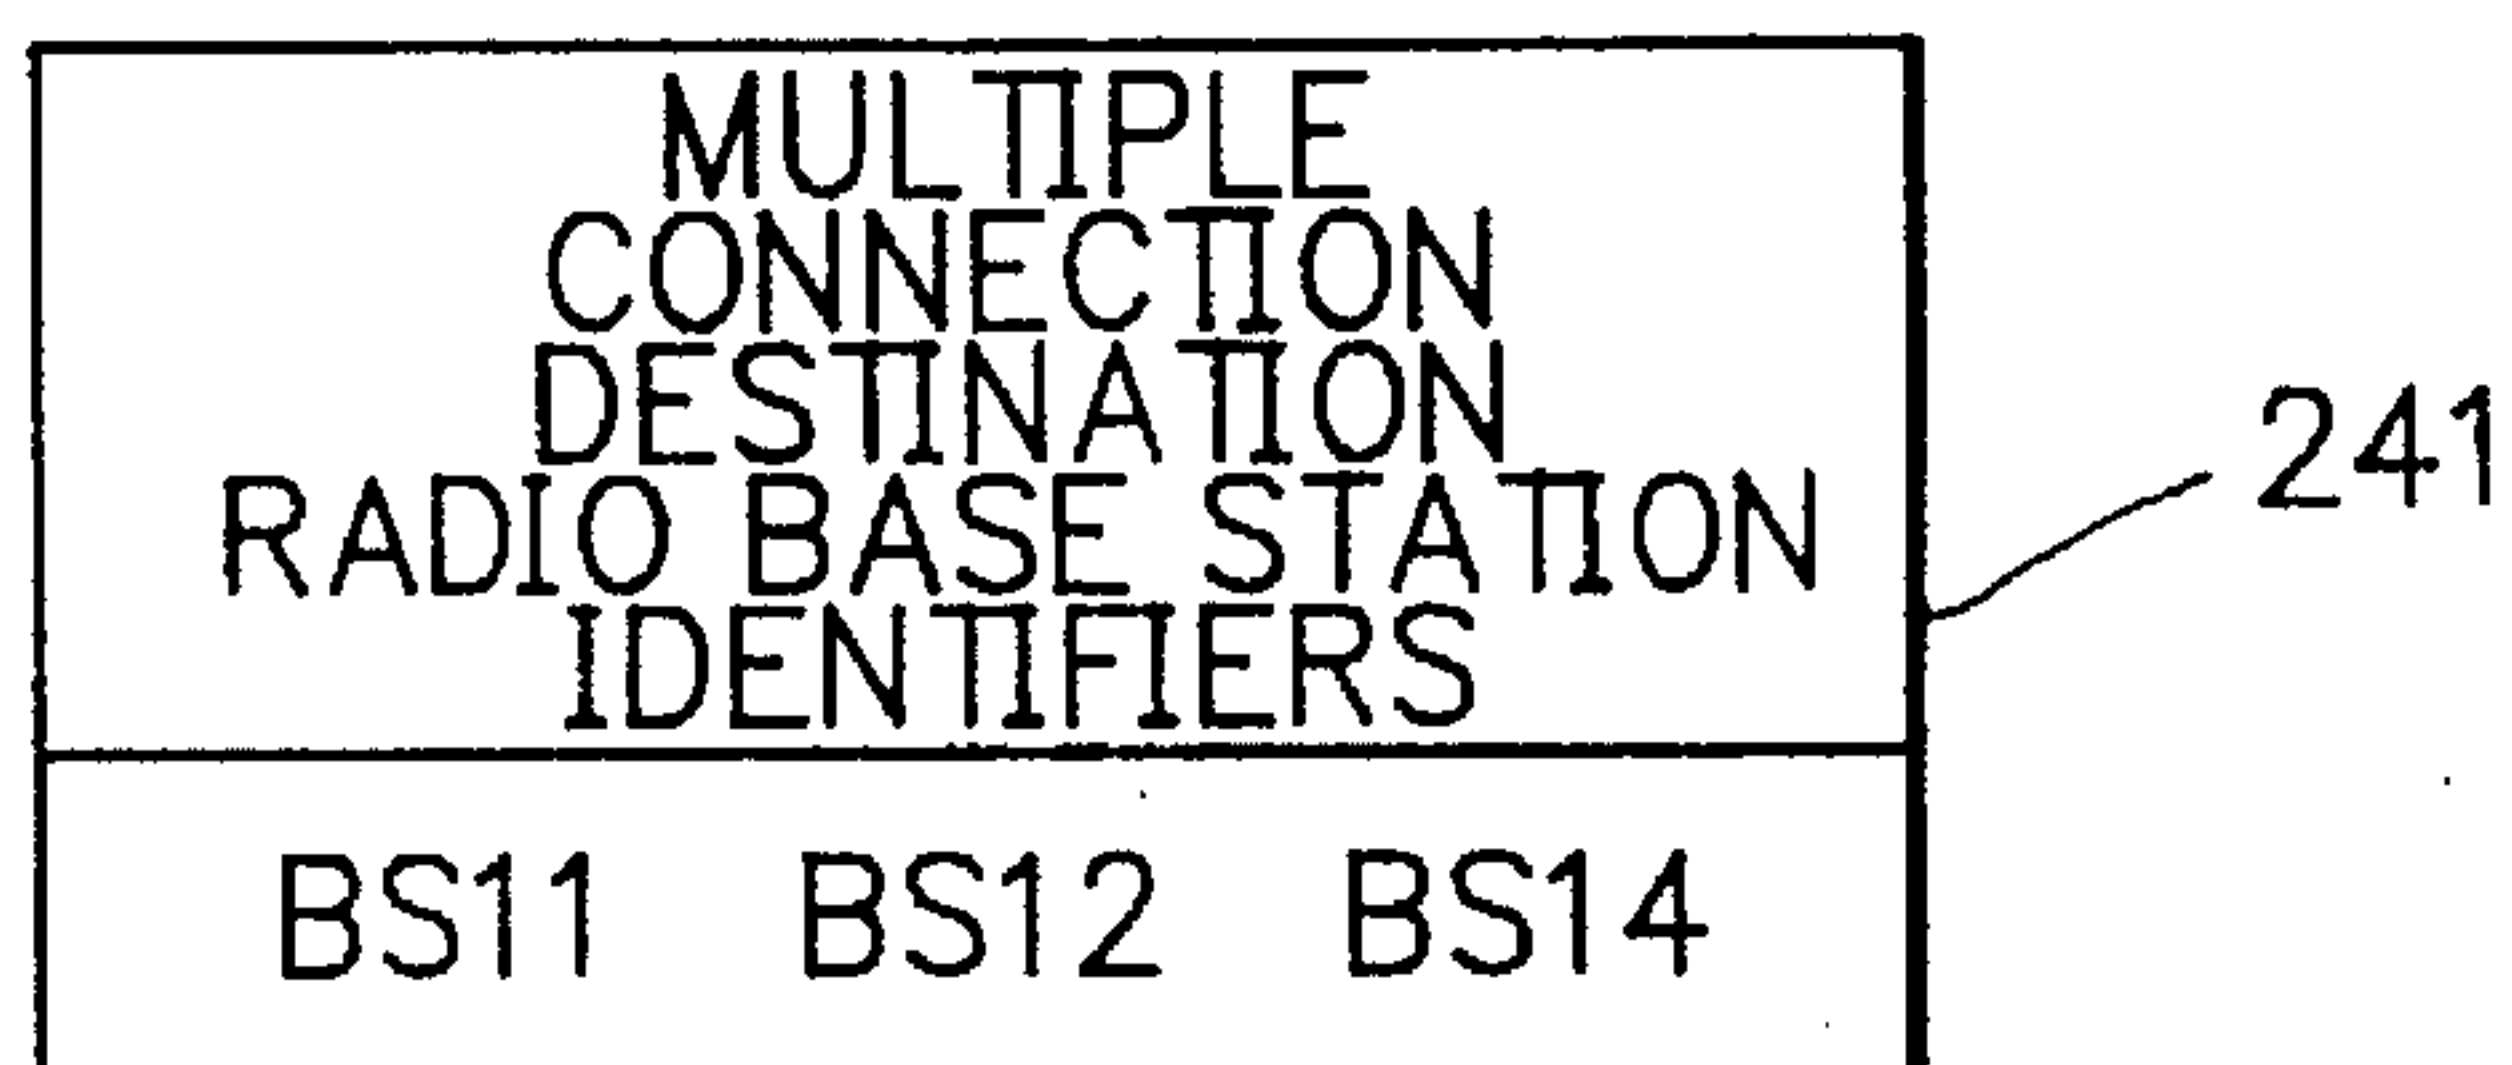 MULTIPLE
CONNECTION
DESTINATION
RADIO BASE STATION
IDENTIFIERS
241
BS11 BS12 BS14